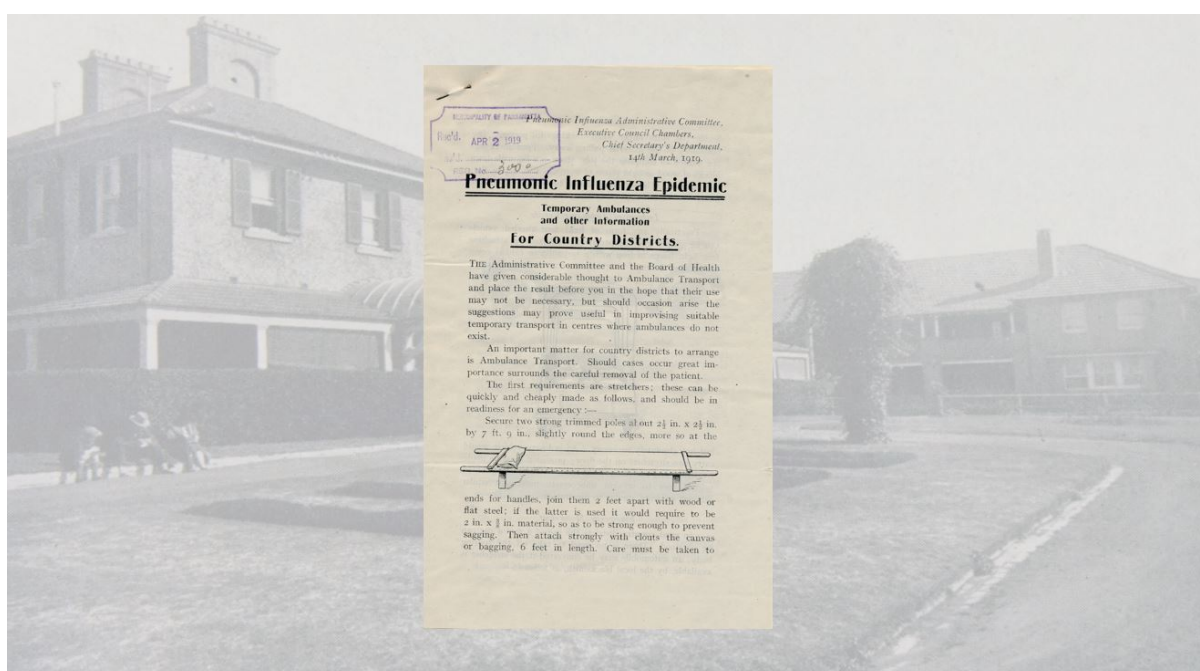 MUNICIPALITY OF PARRAMATTA
Rec'd. APR 2 1919
Pneumonic Influenza Administrative Committee,
Executive Council Chambers,
Chief Secretary's Department,
14th March, 1919.
Pneumonic Influenza Epidemic
Temporary Ambulances
and other Information
For Country Districts.
THE Administrative Committee and the Board of Health
have given considerable thought to Ambulance Transport
and place the result before you in the hope that their use
may not be necessary, but should occasion arise the
suggestions may prove useful in improvising suitable
temporary transport in centres where ambulances do not
exist.
An important matter for country districts to arrange
is Ambulance Transport. Should cases occur great im-
portance surrounds the careful removal of the patient.
The first requirements are stretchers; these can be
quickly and cheaply made as follows, and should be in
readiness for an emergency :—
Secure two strong trimmed poles about 2½ in. x 2½ in.
by 7 ft. 9 in., slightly round the edges, more so at the
ends for handles, join them 2 feet apart with wood or
flat steel; if the latter is used it would require to be
2 in. x in. material, so as to be strong enough to prevent
sagging. Then attach strongly with clouts the canvas
or bagging, 6 feet in length. Care must be taken to